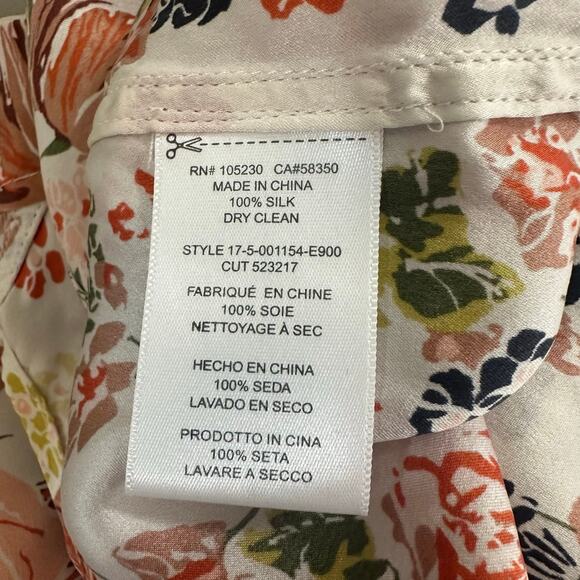 RN# 105230 CA#58350
MADE IN CHINA
100% SILK
DRY CLEAN
STYLE 17-5-001154-E900
CUT 523217
FABRIQUÉ EN CHINE
100% SOIE
NETTOYAGE À SEC
HECHO EN CHINA
100% SEDA
LAVADO EN SECO
PRODOTTO IN CINA
100% SETA
LAVARE A SECCO